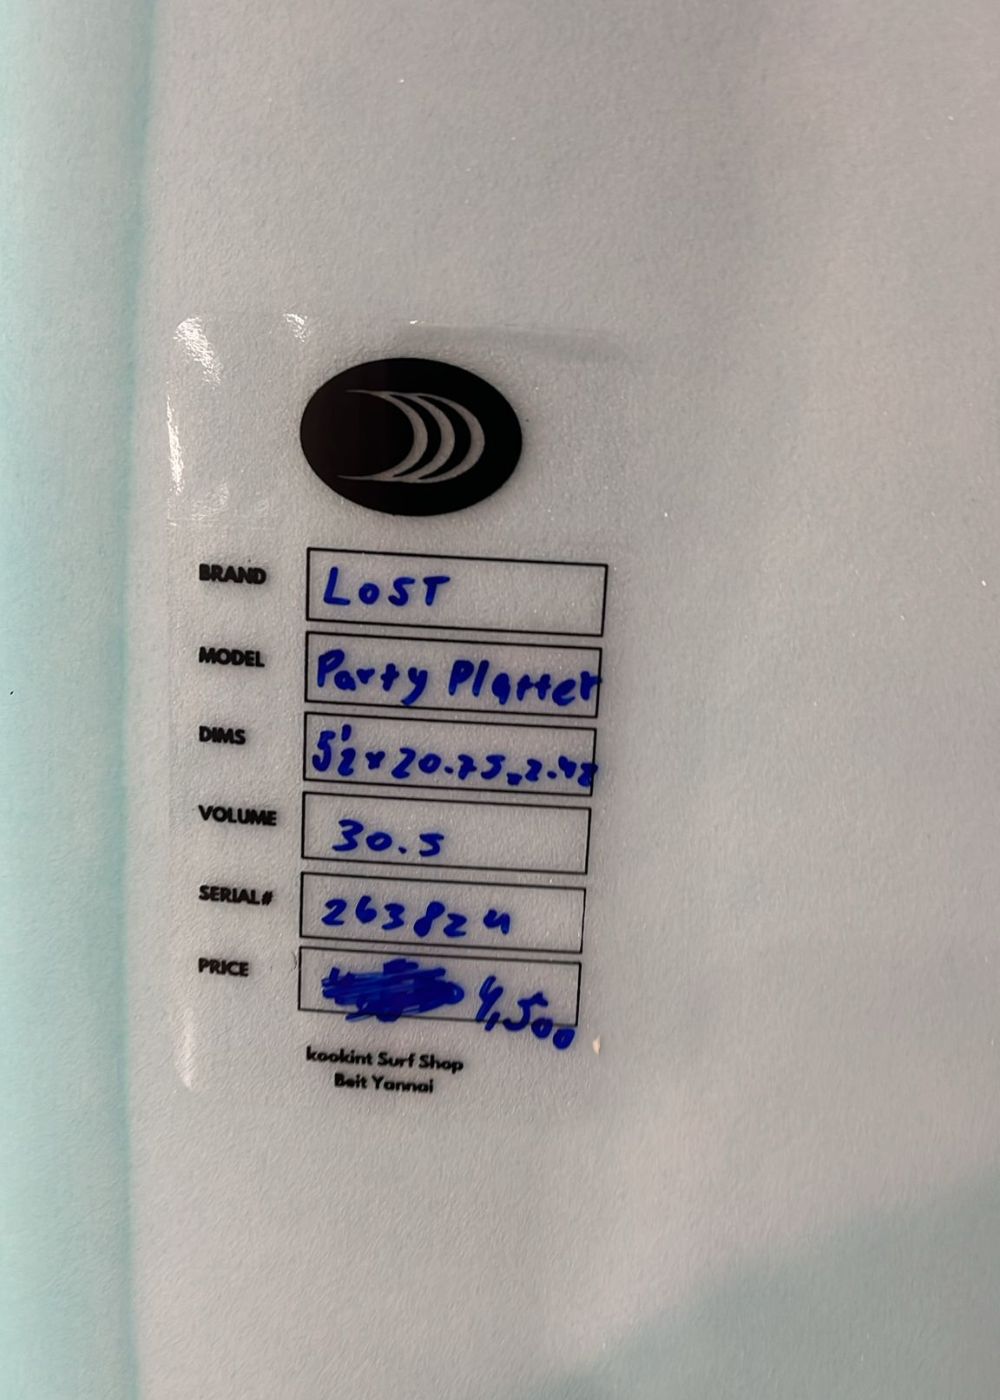 BRAND LOST
MODEL Party Platter
DIMS 5'2 x 20.75 x 2.42
VOLUME 30.5
SERIAL# 263824
PRICE 4,500
kookint Surf Shop
Beit Yannai